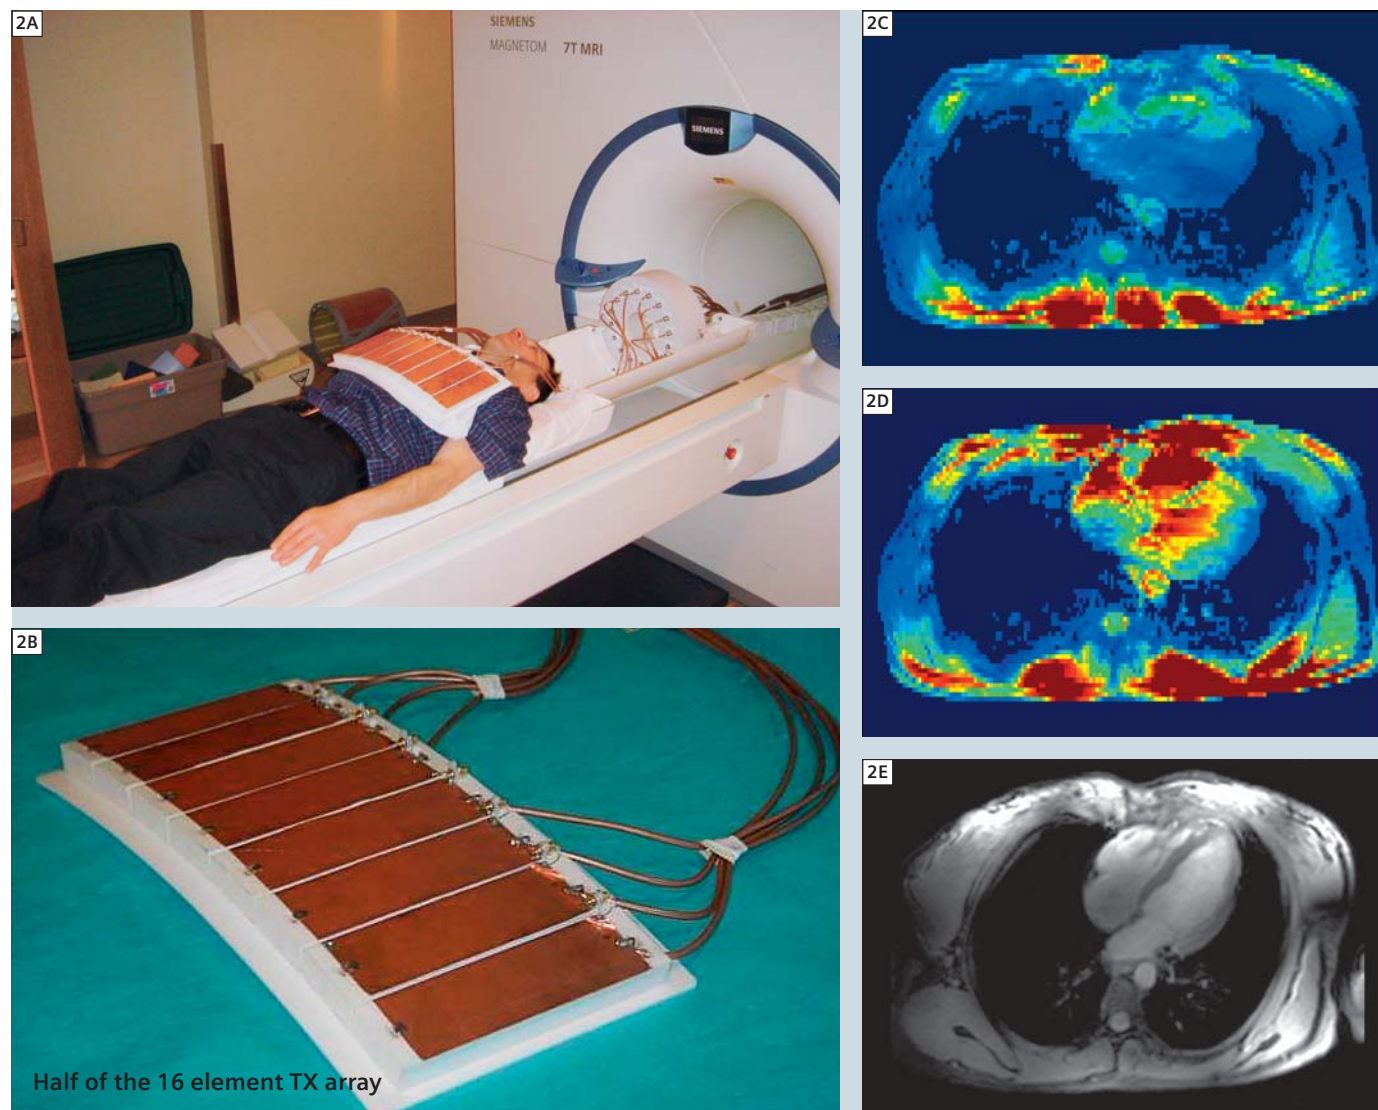 2A
SIEMENS
MAGNETOM 7T MRI
SIEMENS
2B
Half of the 16 element TX array
2C
2D
2E